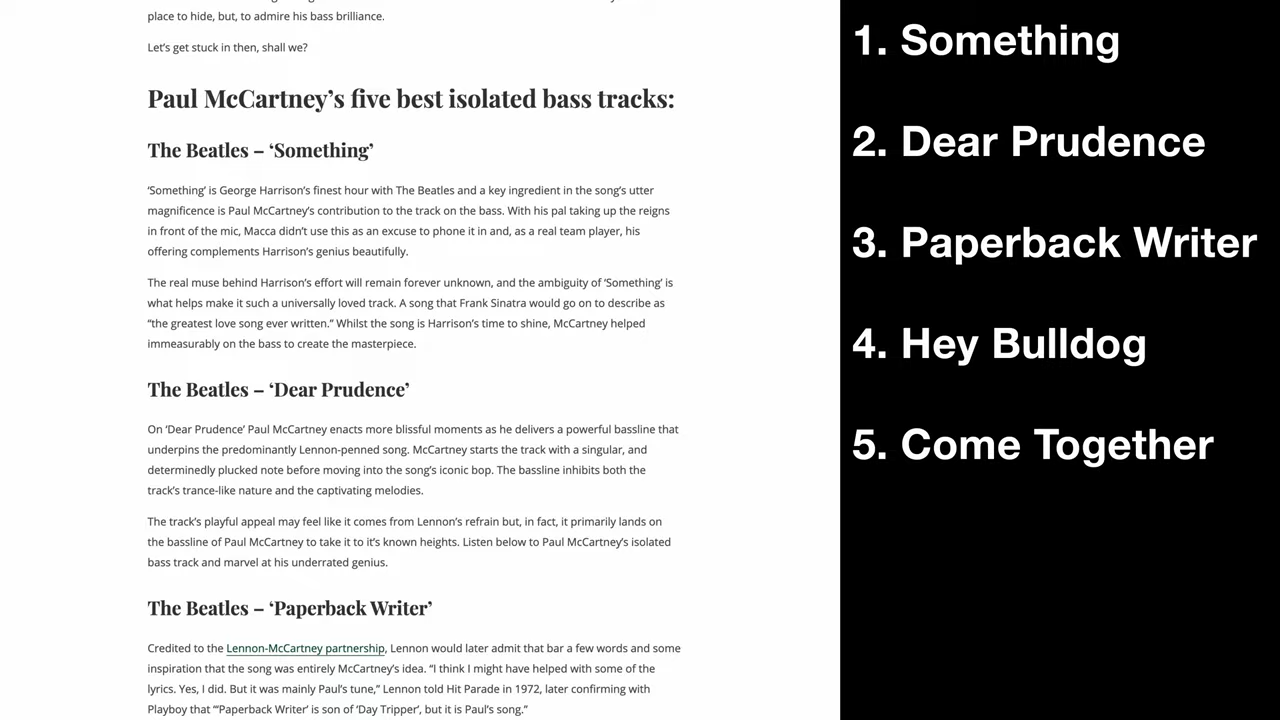 place to hide, but, to admire his bass brilliance.
Let’s get stuck in then, shall we?
Paul McCartney’s five best isolated bass tracks:
The Beatles – ‘Something’
‘Something’ is George Harrison’s finest hour with The Beatles and a key ingredient in the song’s utter
magnificence is Paul McCartney’s contribution to the track on the bass. With his pal taking up the reigns
in front of the mic, Macca didn’t use this as an excuse to phone it in and, as a real team player, his
offering complements Harrison’s genius beautifully.
The real muse behind Harrison’s effort will remain forever unknown, and the ambiguity of ‘Something’ is
what helps make it such a universally loved track. A song that Frank Sinatra would go on to describe as
“the greatest love song ever written.” Whilst the song is Harrison’s time to shine, McCartney helped
immeasurably on the bass to create the masterpiece.
The Beatles – ‘Dear Prudence’
On ‘Dear Prudence’ Paul McCartney enacts more blissful moments as he delivers a powerful bassline that
underpins the predominantly Lennon-penned song. McCartney starts the track with a singular, and
determinedly plucked note before moving into the song’s iconic bop. The bassline inhibits both the
track’s trance-like nature and the captivating melodies.
The track’s playful appeal may feel like it comes from Lennon’s refrain but, in fact, it primarily lands on
the bassline of Paul McCartney to take it to it’s known heights. Listen below to Paul McCartney’s isolated
bass track and marvel at his underrated genius.
The Beatles – ‘Paperback Writer’
Credited to the Lennon-McCartney partnership, Lennon would later admit that bar a few words and some
inspiration that the song was entirely McCartney’s idea. “I think I might have helped with some of the
lyrics. Yes, I did. But it was mainly Paul’s tune,” Lennon told Hit Parade in 1972, later confirming with
Playboy that “‘Paperback Writer’ is son of ‘Day Tripper’, but it is Paul’s song.”
1. Something
2. Dear Prudence
3. Paperback Writer
4. Hey Bulldog
5. Come Together